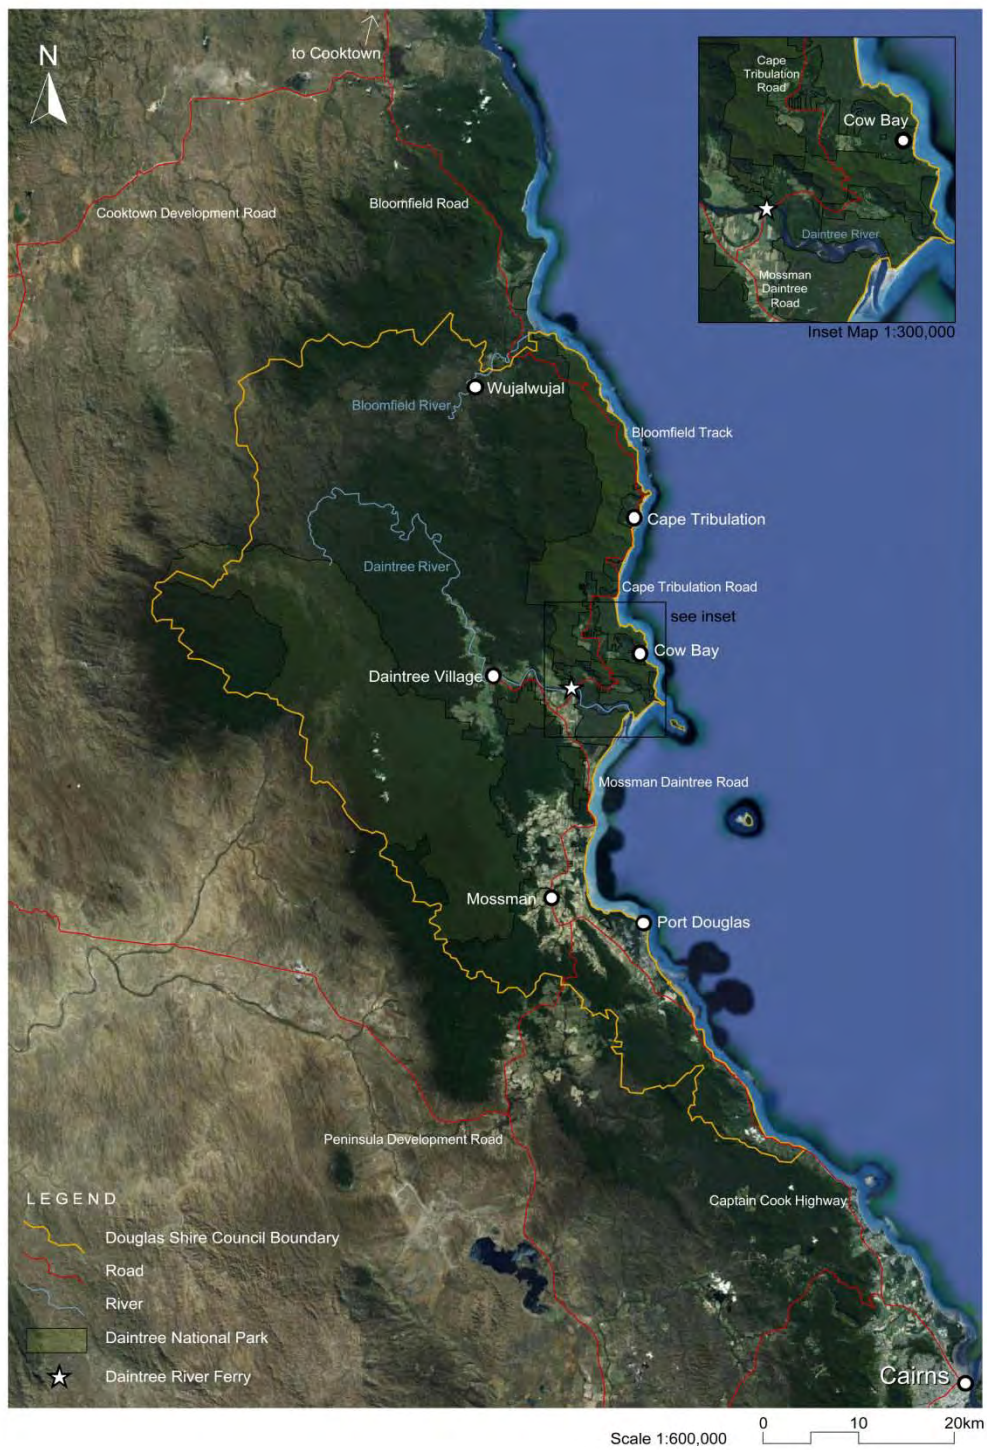 to Cooktown
N
Cape
Tribulation
Road
Cow Bay
Daintree River
Mossman
Daintree
Road
Inset Map 1:300,000
Cooktown Development Road
Bloomfield Road
Wujalwujal
Bloomfield River
Bloomfield Track
Cape Tribulation
Daintree River
Cape Tribulation Road
see inset
Cow Bay
Daintree Village
Mossman Daintree Road
Mossman
Port Douglas
Peninsula Development Road
Captain Cook Highway
LEGEND
Douglas Shire Council Boundary
Road
River
Daintree National Park
Daintree River Ferry
Cairns
0 10 20km
Scale 1:600,000